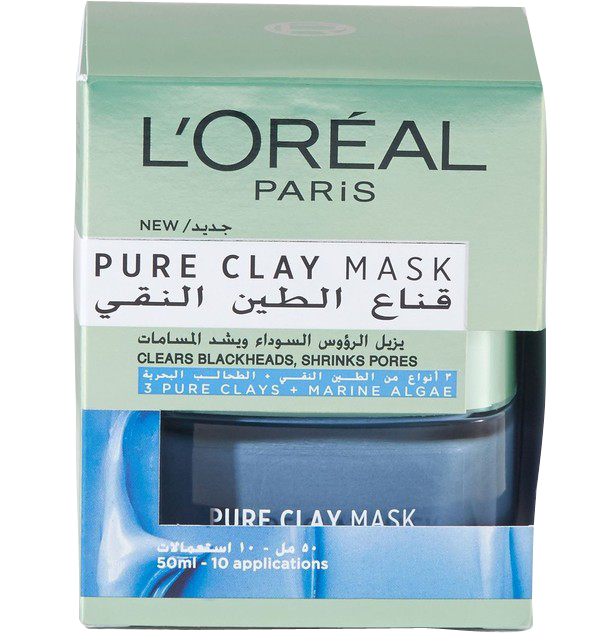 L'ORÉAL
PARiS
NEW / جديد
PURE CLAY MASK
قناع الطين النقي
يزيل الرؤوس السوداء ويشد المسامات
CLEARS BLACKHEADS, SHRINKS PORES
٣ أنواع من الطين النقي + الطحالب البحرية
3 PURE CLAYS + MARINE ALGAE
PURE CLAY MASK
٥٠ مل - ١٠ استعمالات
50ml - 10 applications